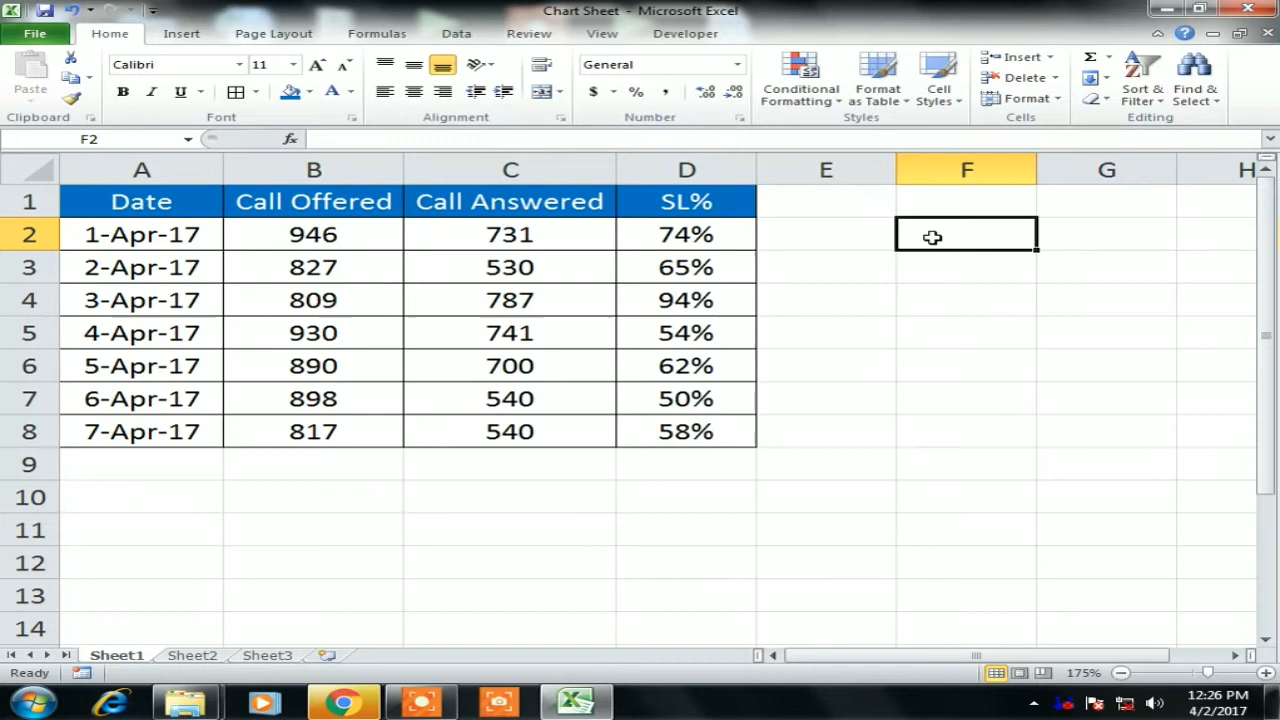 Chart Sheet - Microsoft Excel
File Home Insert Page Layout Formulas Data Review View Developer
Paste
Calibri 11
B I U A
General
$ % ,
Conditional Formatting
Format as Table
Cell Styles
Insert
Delete
Format
Sort & Filter
Find & Select
Clipboard Font Alignment Number Styles Cells Editing
F2 fx
A B C D E F G H
1 Date Call Offered Call Answered SL%
2 1-Apr-17 946 731 74%
3 2-Apr-17 827 530 65%
4 3-Apr-17 809 787 94%
5 4-Apr-17 930 741 54%
6 5-Apr-17 890 700 62%
7 6-Apr-17 898 540 50%
8 7-Apr-17 817 540 58%
9
10
11
12
13
14
Sheet1 Sheet2 Sheet3
Ready 175%
12:26 PM
4/2/2017